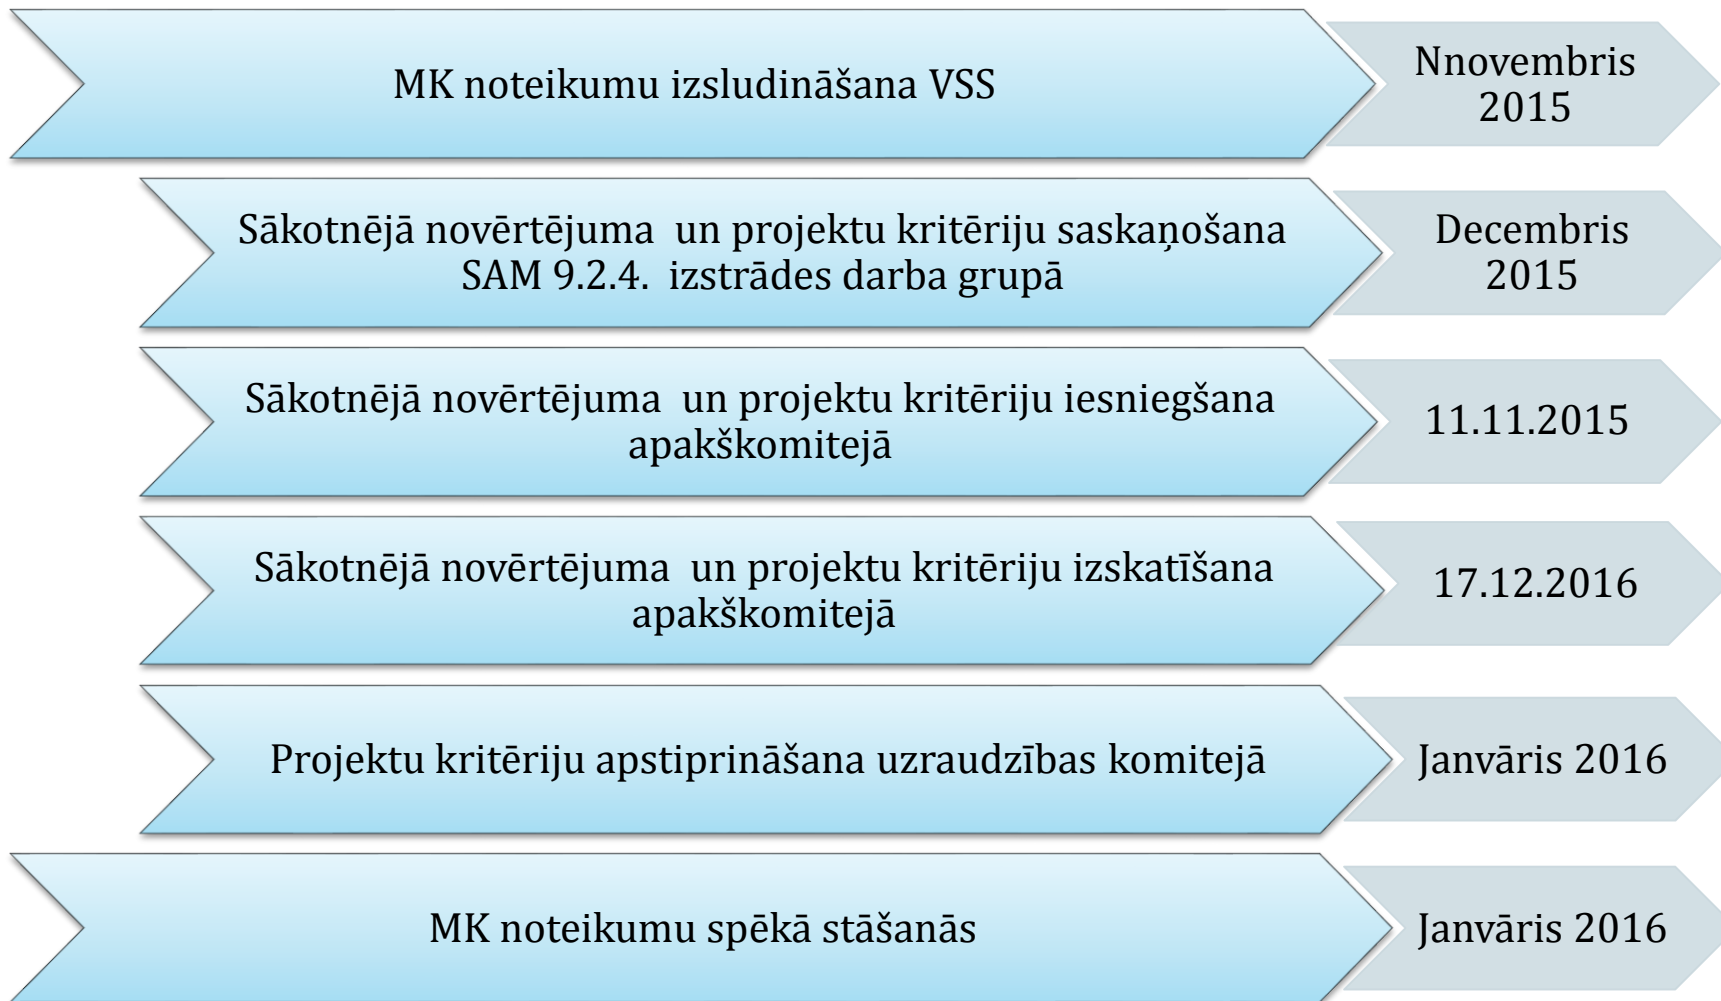 MK noteikumu izsludināšana VSS
Nnovembris
2015
Sākotnējā novērtējuma un projektu kritēriju saskaņošana
SAM 9.2.4. izstrādes darba grupā
Decembris
2015
Sākotnējā novērtējuma un projektu kritēriju iesniegšana
apakškomitejā
11.11.2015
Sākotnējā novērtējuma un projektu kritēriju izskatīšana
apakškomitejā
17.12.2016
Projektu kritēriju apstiprināšana uzraudzības komitejā
Janvāris 2016
MK noteikumu spēkā stāšanās
Janvāris 2016